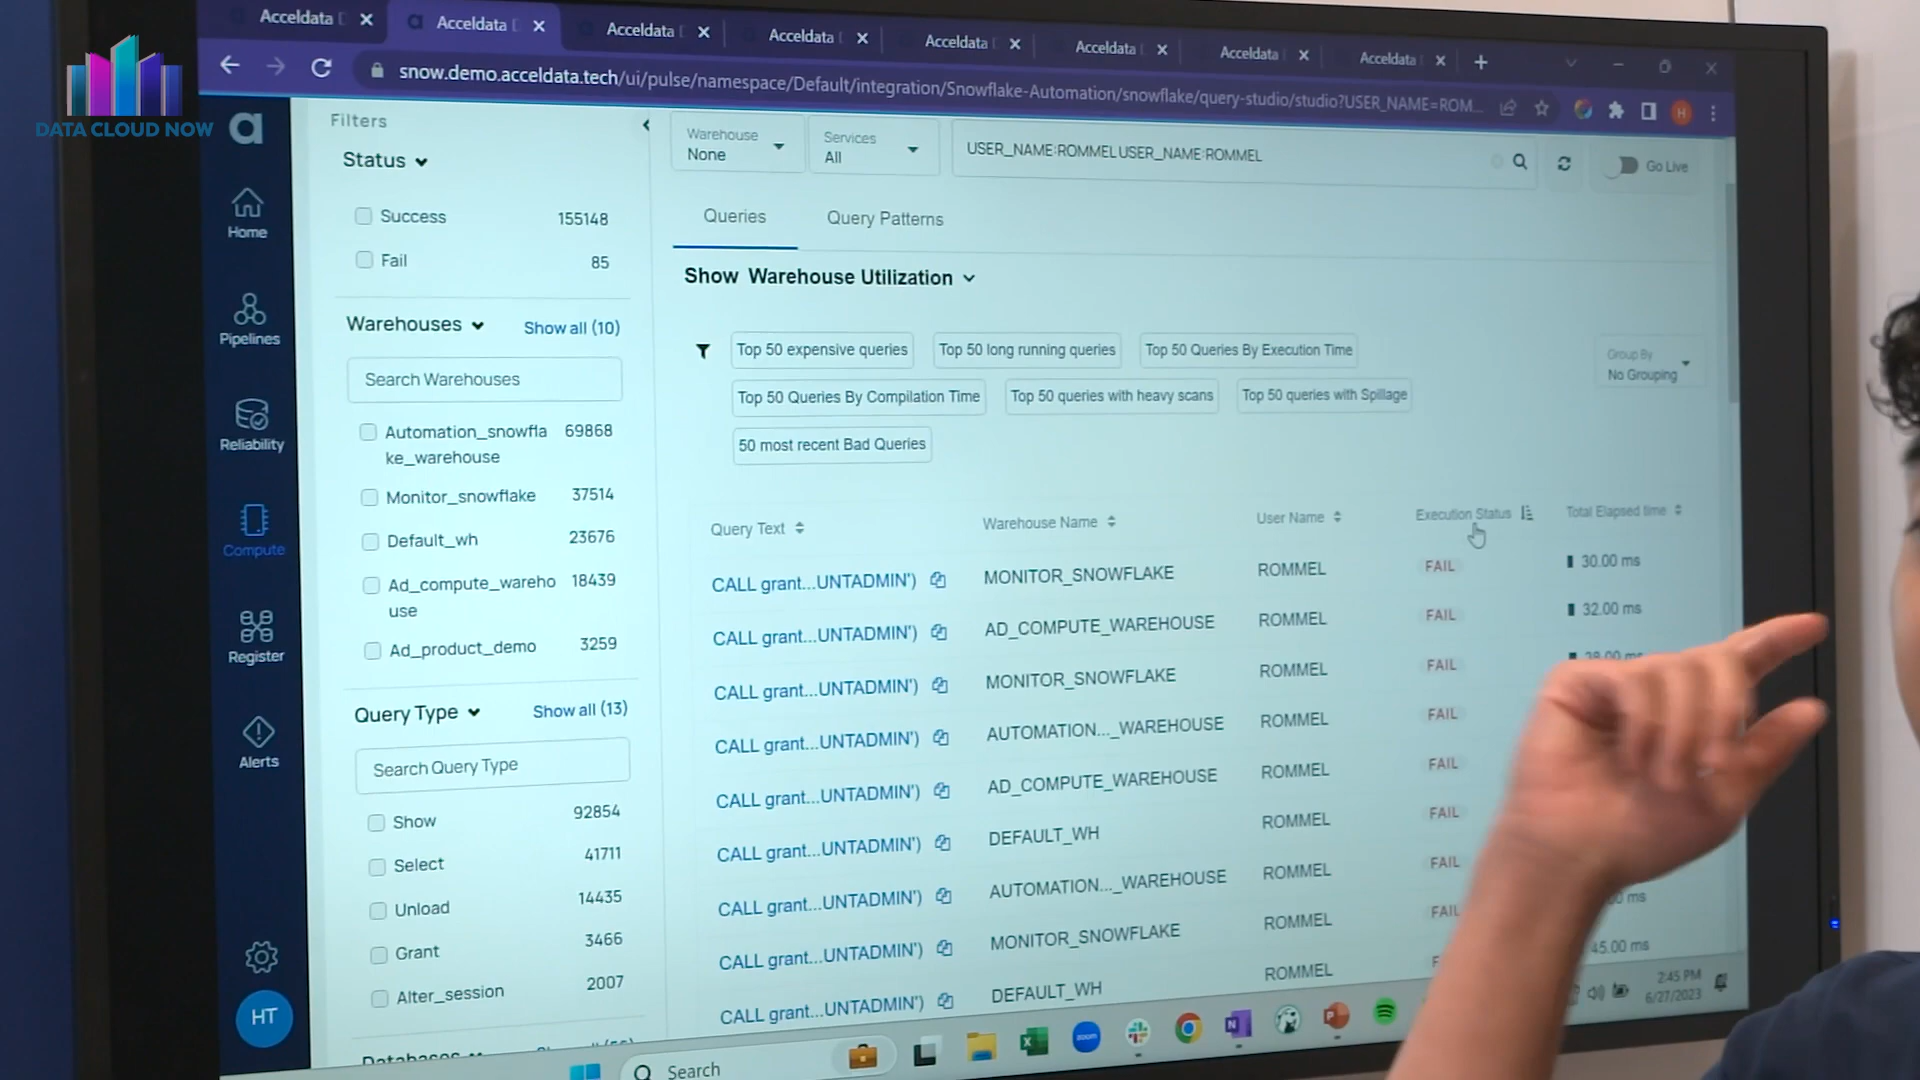 DATA CLOUD NOW
Acceldata
Acceldata
Acceldata
Acceldata
Acceldata
Acceldata
Acceldata
Acceldata
snow.demo.acceldata.tech/ui/pulse/namespace/Default/integration/Snowflake-Automation/snowflake/query-studio/studio?USER_NAME=ROM...
H
Home
Pipelines
Reliability
Compute
Register
Alerts
HT
Filters
Status
Success 155148
Fail 85
Warehouses Show all (10)
Search Warehouses
Automation_snowfla 69868
ke_warehouse
Monitor_snowflake 37514
Default_wh 23676
Ad_compute_wareho 18439
use
Ad_product_demo 3259
Query Type Show all (13)
Search Query Type
Show 92854
Select 41711
Unload 14435
Grant 3466
Alter_session 2007
Databases
Warehouse
None
Services
All
USER_NAME:ROMMELUSER_NAME:ROMMEL
Go Live
Queries Query Patterns
Show Warehouse Utilization
Top 50 expensive queries Top 50 long running queries Top 50 Queries By Execution Time
Top 50 Queries By Compilation Time Top 50 queries with heavy scans Top 50 queries with Spillage
50 most recent Bad Queries
Group By
No Grouping
Query Text Warehouse Name User Name Execution Status Total Elapsed time
CALL grant...UNTADMIN') MONITOR_SNOWFLAKE ROMMEL FAIL 30.00 ms
CALL grant...UNTADMIN') AD_COMPUTE_WAREHOUSE ROMMEL FAIL 32.00 ms
CALL grant...UNTADMIN') MONITOR_SNOWFLAKE ROMMEL FAIL
CALL grant...UNTADMIN') AUTOMATION..._WAREHOUSE ROMMEL FAIL
CALL grant...UNTADMIN') AD_COMPUTE_WAREHOUSE ROMMEL FAIL
CALL grant...UNTADMIN') DEFAULT_WH ROMMEL FAIL
CALL grant...UNTADMIN') AUTOMATION..._WAREHOUSE ROMMEL FAIL
CALL grant...UNTADMIN') MONITOR_SNOWFLAKE ROMMEL FAIL
CALL grant...UNTADMIN') DEFAULT_WH ROMMEL 45.00 ms
Search
zoom
2:45 PM
6/27/2023